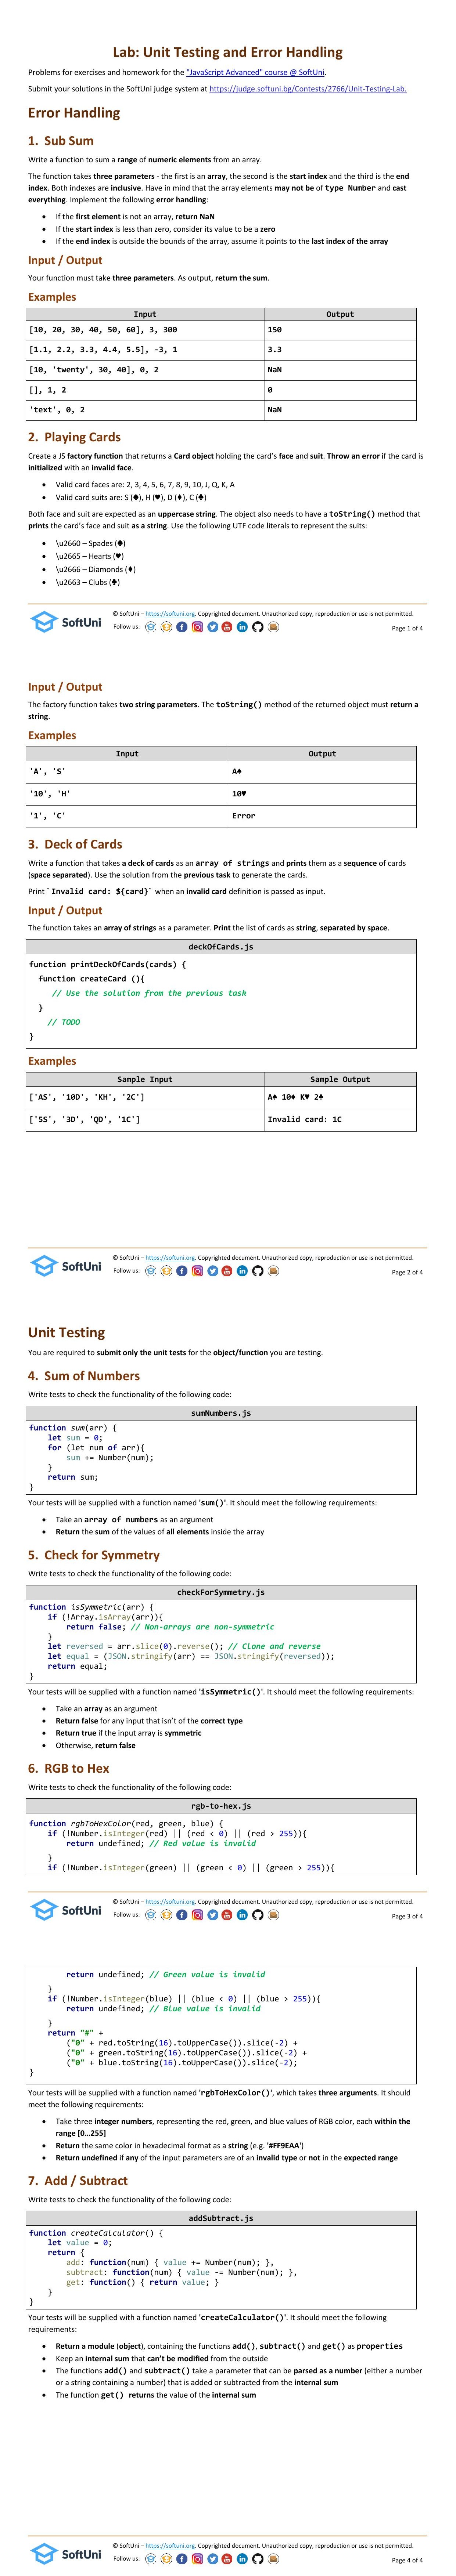 Lab: Unit Testing and Error Handling
Problems for exercises and homework for the "JavaScript Advanced" course @ SoftUni.
Submit your solutions in the SoftUni judge system at https://judge.softuni.bg/Contests/2766/Unit-Testing-Lab.
Error Handling
1. Sub Sum
Write a function to sum a range of numeric elements from an array.
The function takes three parameters - the first is an array, the second is the start index and the third is the end
index. Both indexes are inclusive. Have in mind that the array elements may not be of type Number and cast
everything. Implement the following error handling:
• If the first element is not an array, return NaN
• If the start index is less than zero, consider its value to be a zero
• If the end index is outside the bounds of the array, assume it points to the last index of the array
Input / Output
Your function must take three parameters. As output, return the sum.
Examples
Input Output
[10, 20, 30, 40, 50, 60], 3, 300 150
[1.1, 2.2, 3.3, 4.4, 5.5], -3, 1 3.3
[10, 'twenty', 30, 40], 0, 2 NaN
[], 1, 2 0
'text', 0, 2 NaN
2. Playing Cards
Create a JS factory function that returns a Card object holding the card's face and suit. Throw an error if the card is
initialized with an invalid face.
• Valid card faces are: 2, 3, 4, 5, 6, 7, 8, 9, 10, J, Q, K, A
• Valid card suits are: S (♠), H (♥), D (♦), C (♣)
Both face and suit are expected as an uppercase string. The object also needs to have a toString() method that
prints the card's face and suit as a string. Use the following UTF code literals to represent the suits:
• \u2660 – Spades (♠)
• \u2665 – Hearts (♥)
• \u2666 – Diamonds (♦)
• \u2663 – Clubs (♣)
SoftUni
© SoftUni – https://softuni.org. Copyrighted document. Unauthorized copy, reproduction or use is not permitted.
Follow us:
Page 1 of 4
Input / Output
The factory function takes two string parameters. The toString() method of the returned object must return a
string.
Examples
Input Output
'A', 'S' A♠
'10', 'H' 10♥
'1', 'C' Error
3. Deck of Cards
Write a function that takes a deck of cards as an array of strings and prints them as a sequence of cards
(space separated). Use the solution from the previous task to generate the cards.
Print `Invalid card: ${card}` when an invalid card definition is passed as input.
Input / Output
The function takes an array of strings as a parameter. Print the list of cards as string, separated by space.
deckOfCards.js
function printDeckOfCards(cards) {
function createCard (){
// Use the solution from the previous task
}
// TODO
}
Examples
Sample Input Sample Output
['AS', '10D', 'KH', '2C'] A♠ 10♦ K♥ 2♣
['5S', '3D', 'QD', '1C'] Invalid card: 1C
SoftUni
© SoftUni – https://softuni.org. Copyrighted document. Unauthorized copy, reproduction or use is not permitted.
Follow us:
Page 2 of 4
Unit Testing
You are required to submit only the unit tests for the object/function you are testing.
4. Sum of Numbers
Write tests to check the functionality of the following code:
sumNumbers.js
function sum(arr) {
let sum = 0;
for (let num of arr){
sum += Number(num);
}
return sum;
}
Your tests will be supplied with a function named 'sum()'. It should meet the following requirements:
• Take an array of numbers as an argument
• Return the sum of the values of all elements inside the array
5. Check for Symmetry
Write tests to check the functionality of the following code:
checkForSymmetry.js
function isSymmetric(arr) {
if (!Array.isArray(arr)){
return false; // Non-arrays are non-symmetric
}
let reversed = arr.slice(0).reverse(); // Clone and reverse
let equal = (JSON.stringify(arr) == JSON.stringify(reversed));
return equal;
}
Your tests will be supplied with a function named 'isSymmetric()'. It should meet the following requirements:
• Take an array as an argument
• Return false for any input that isn't of the correct type
• Return true if the input array is symmetric
• Otherwise, return false
6. RGB to Hex
Write tests to check the functionality of the following code:
rgb-to-hex.js
function rgbToHexColor(red, green, blue) {
if (!Number.isInteger(red) || (red < 0) || (red > 255)){
return undefined; // Red value is invalid
}
if (!Number.isInteger(green) || (green < 0) || (green > 255)){
SoftUni
© SoftUni – https://softuni.org. Copyrighted document. Unauthorized copy, reproduction or use is not permitted.
Follow us:
Page 3 of 4
return undefined; // Green value is invalid
}
if (!Number.isInteger(blue) || (blue < 0) || (blue > 255)){
return undefined; // Blue value is invalid
}
return "#" +
("0" + red.toString(16).toUpperCase()).slice(-2) +
("0" + green.toString(16).toUpperCase()).slice(-2) +
("0" + blue.toString(16).toUpperCase()).slice(-2);
}
Your tests will be supplied with a function named 'rgbToHexColor()', which takes three arguments. It should
meet the following requirements:
• Take three integer numbers, representing the red, green, and blue values of RGB color, each within the
range [0…255]
• Return the same color in hexadecimal format as a string (e.g. '#FF9EAA')
• Return undefined if any of the input parameters are of an invalid type or not in the expected range
7. Add / Subtract
Write tests to check the functionality of the following code:
addSubtract.js
function createCalculator() {
let value = 0;
return {
add: function(num) { value += Number(num); },
subtract: function(num) { value -= Number(num); },
get: function() { return value; }
}
}
Your tests will be supplied with a function named 'createCalculator()'. It should meet the following
requirements:
• Return a module (object), containing the functions add(), subtract() and get() as properties
• Keep an internal sum that can't be modified from the outside
• The functions add() and subtract() take a parameter that can be parsed as a number (either a number
or a string containing a number) that is added or subtracted from the internal sum
• The function get() returns the value of the internal sum
SoftUni
© SoftUni – https://softuni.org. Copyrighted document. Unauthorized copy, reproduction or use is not permitted.
Follow us:
Page 4 of 4